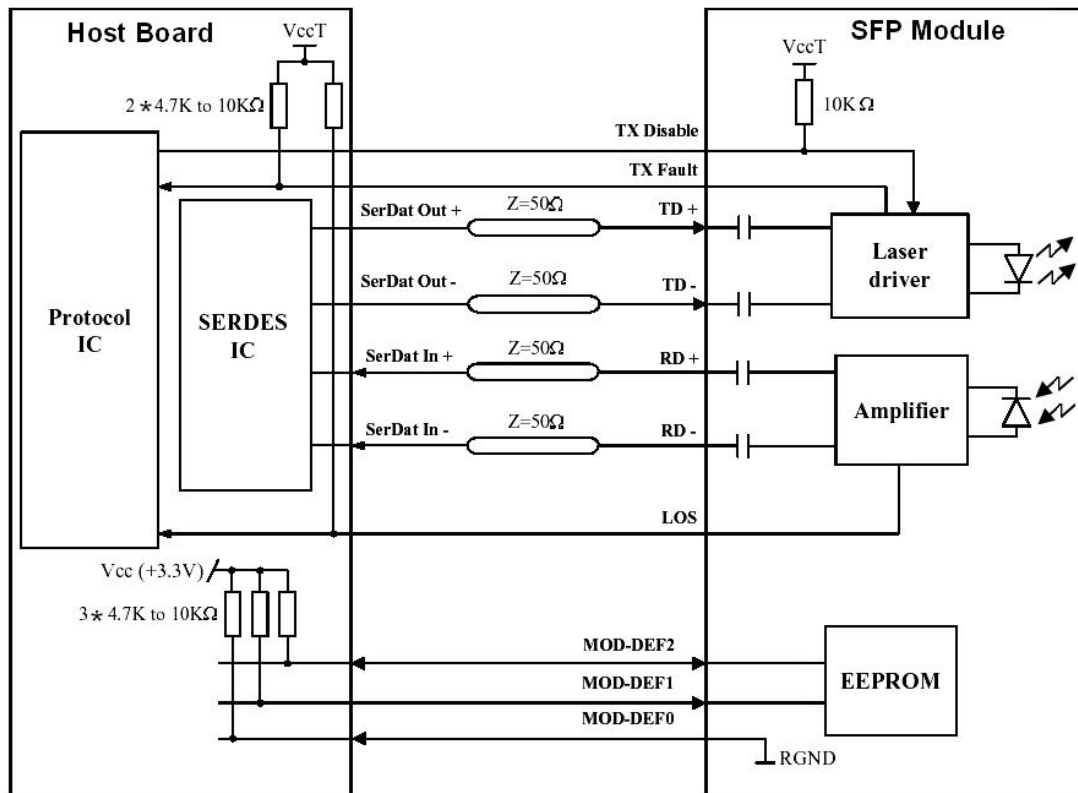 Host Board
SFP Module
VccT
VccT
2 * 4.7K to 10KΩ
10K Ω
TX Disable
TX Fault
SerDat Out +
Z=50Ω
TD +
Laser
driver
SerDat Out -
Z=50Ω
TD -
Protocol
IC
SERDES
IC
SerDat In +
Z=50Ω
RD +
Amplifier
SerDat In -
Z=50Ω
RD -
LOS
Vcc (+3.3V)
3 * 4.7K to 10KΩ
MOD-DEF2
MOD-DEF1
EEPROM
MOD-DEF0
RGND